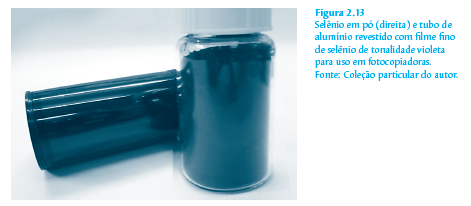 Figura 2.13
Selênio em pó (direita) e tubo de
alumínio revestido com filme fino
de selênio de tonalidade violeta
para uso em fotocopiadoras.
Fonte: Coleção particular do autor.